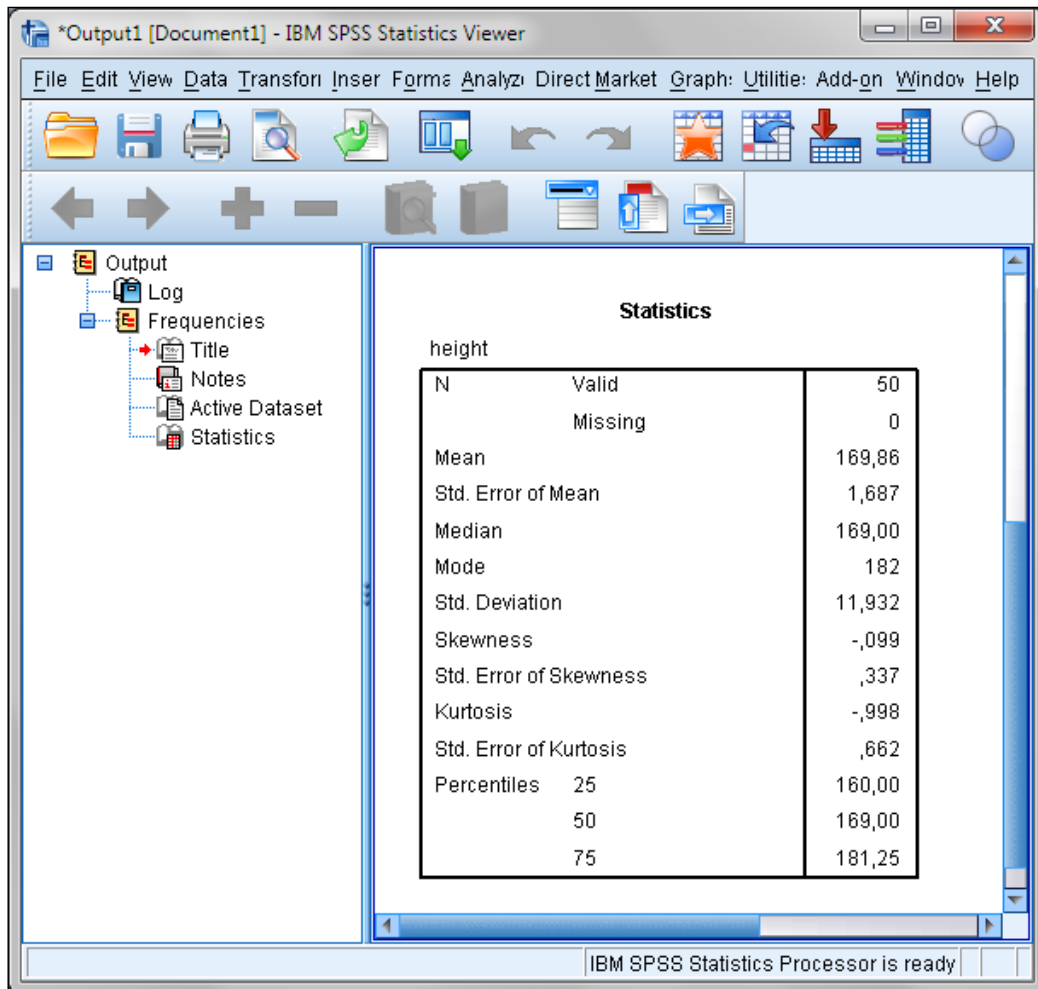 *Output1 [Document1] - IBM SPSS Statistics Viewer
File Edit View Data Transfori Inser Forma Analyzi Direct Market Graph: Utilitie: Add-on Windov Help
Output
Log
Frequencies
Title
Notes
Active Dataset
Statistics
Statistics
height
N Valid 50
Missing 0
Mean 169,86
Std. Error of Mean 1,687
Median 169,00
Mode 182
Std. Deviation 11,932
Skewness -,099
Std. Error of Skewness ,337
Kurtosis -,998
Std. Error of Kurtosis ,662
Percentiles 25 160,00
50 169,00
75 181,25
IBM SPSS Statistics Processor is ready